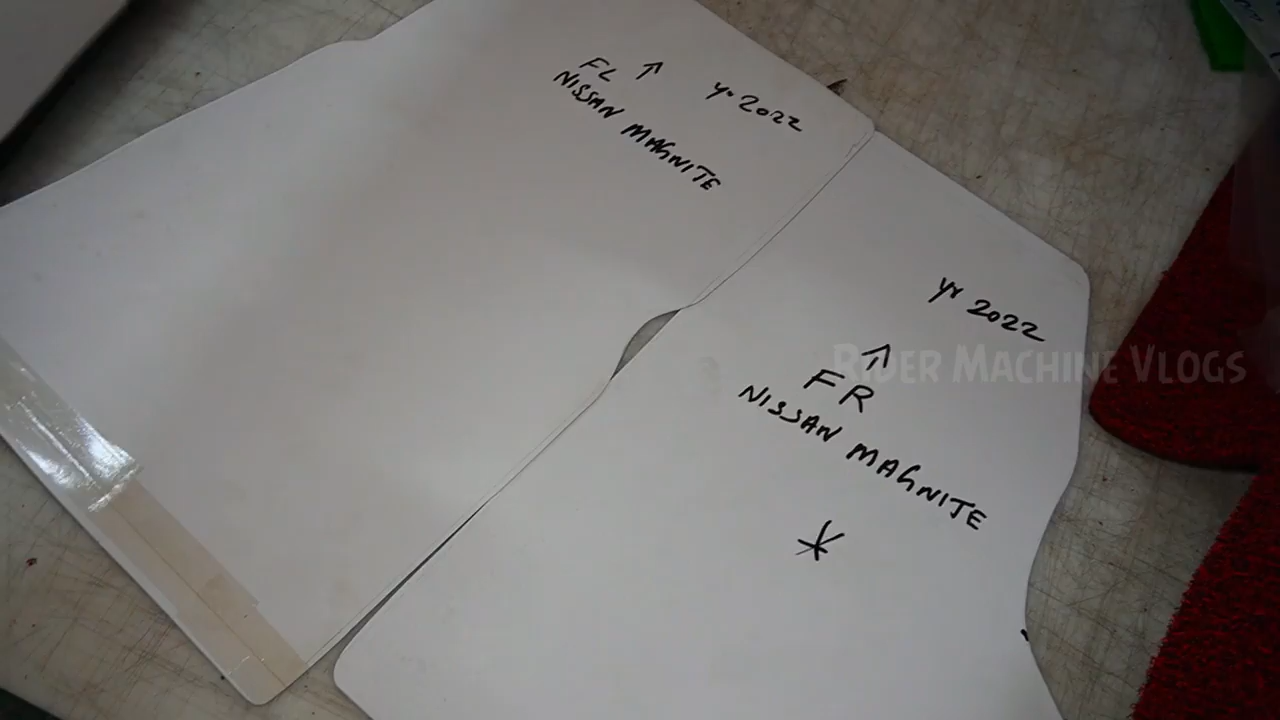 FL ↑ yr 2022
NISSAN MAGNITE
yr 2022
↑
FR
NISSAN MAGNITE
*
RIDER MACHINE VLOGS